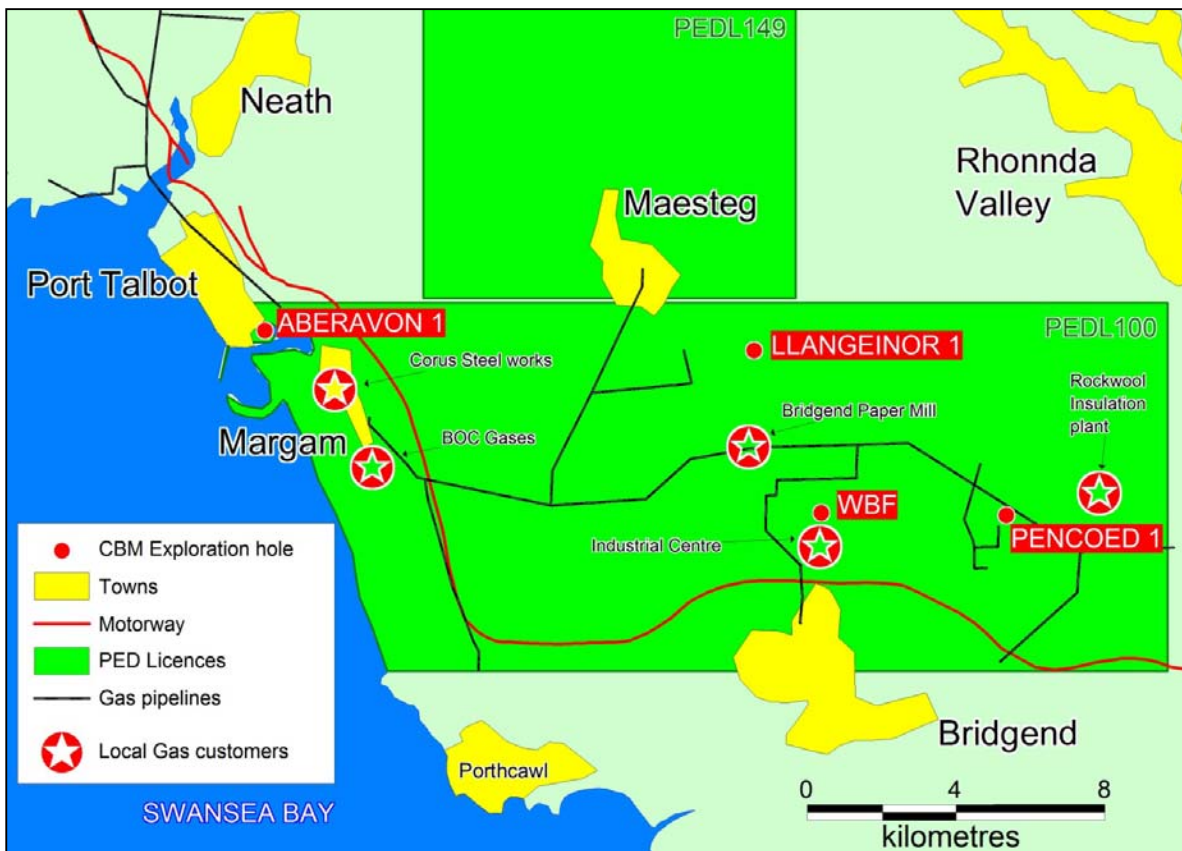 PEDL149
Neath
Rhonnda
Valley
Maesteg
Port Talbot
ABERAVON 1
PEDL100
LLANGEINOR 1
Corus Steel works
Rockwool
Insulation
plant
Bridgend Paper Mill
Margam
BOC Gases
WBF
PENCOED 1
Industrial Centre
CBM Exploration hole
Towns
Motorway
PED Licences
Gas pipelines
Local Gas customers
Bridgend
Porthcawl
SWANSEA BAY
0 4 8
kilometres